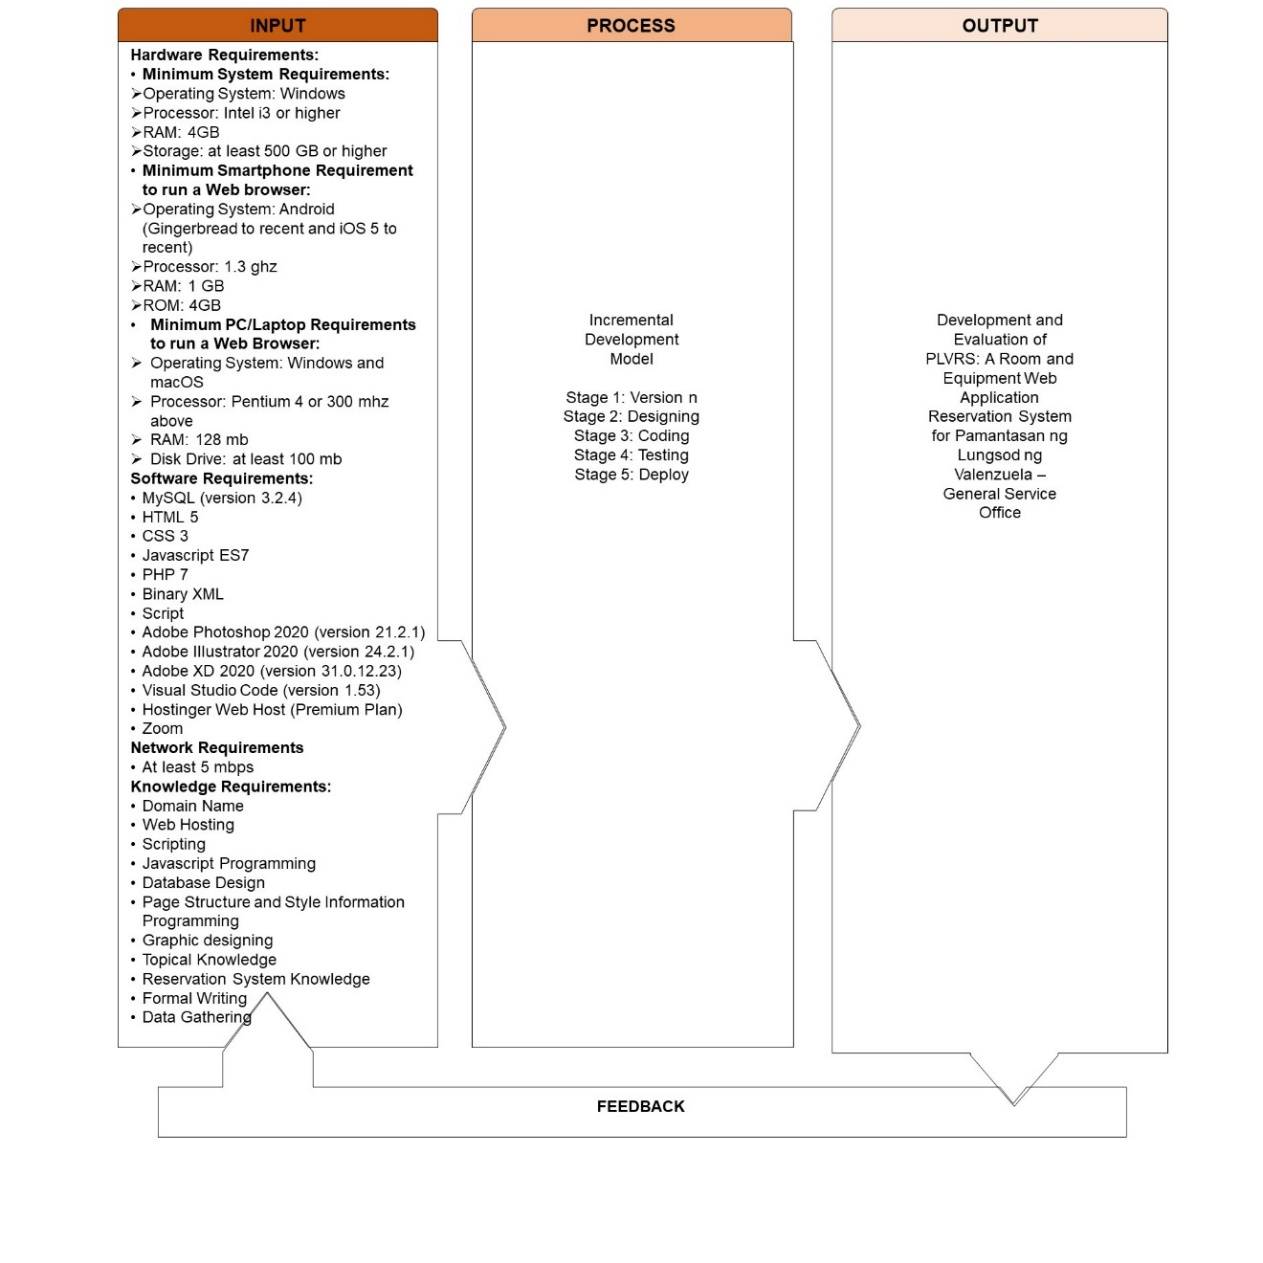 INPUT
Hardware Requirements:
• Minimum System Requirements:
➢Operating System: Windows
➢Processor: Intel i3 or higher
➢RAM: 4GB
➢Storage: at least 500 GB or higher
• Minimum Smartphone Requirement
to run a Web browser:
➢Operating System: Android
(Gingerbread to recent and iOS 5 to
recent)
➢Processor: 1.3 ghz
➢RAM: 1 GB
➢ROM: 4GB
• Minimum PC/Laptop Requirements
to run a Web Browser:
➢ Operating System: Windows and
macOS
➢ Processor: Pentium 4 or 300 mhz
above
➢ RAM: 128 mb
➢ Disk Drive: at least 100 mb
Software Requirements:
• MySQL (version 3.2.4)
• HTML 5
• CSS 3
• Javascript ES7
• PHP 7
• Binary XML
• Script
• Adobe Photoshop 2020 (version 21.2.1)
• Adobe Illustrator 2020 (version 24.2.1)
• Adobe XD 2020 (version 31.0.12.23)
• Visual Studio Code (version 1.53)
• Hostinger Web Host (Premium Plan)
• Zoom
Network Requirements
• At least 5 mbps
Knowledge Requirements:
• Domain Name
• Web Hosting
• Scripting
• Javascript Programming
• Database Design
• Page Structure and Style Information
Programming
• Graphic designing
• Topical Knowledge
• Reservation System Knowledge
• Formal Writing
• Data Gathering
PROCESS
Incremental
Development
Model
Stage 1: Version n
Stage 2: Designing
Stage 3: Coding
Stage 4: Testing
Stage 5: Deploy
OUTPUT
Development and
Evaluation of
PLVRS: A Room and
Equipment Web
Application
Reservation System
for Pamantasan ng
Lungsod ng
Valenzuela –
General Service
Office
FEEDBACK